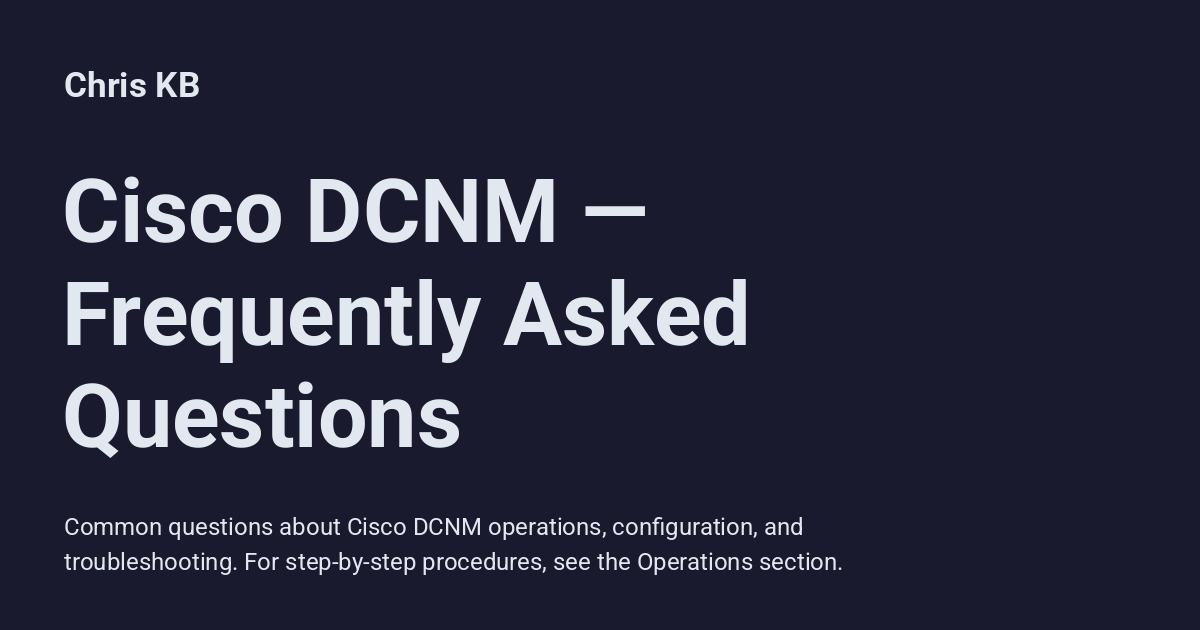 Chris KB
Cisco DCNM —
Frequently Asked
Questions
Common questions about Cisco DCNM operations, configuration, and
troubleshooting. For step-by-step procedures, see the Operations section.